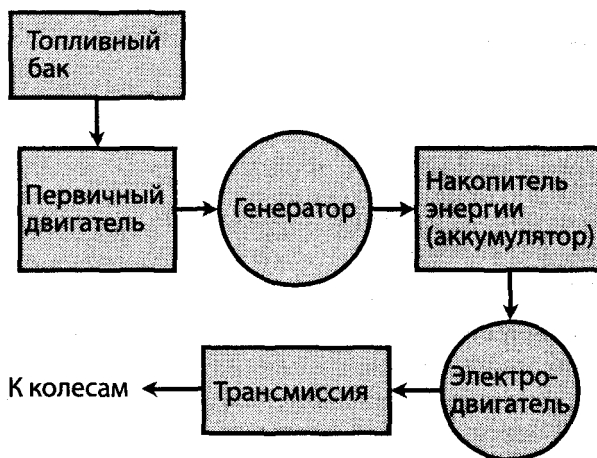 Топливный
бак
Первичный
двигатель
Генератор
Накопитель
энергии
(аккумулятор)
Электро-
двигатель
Трансмиссия
К колесам